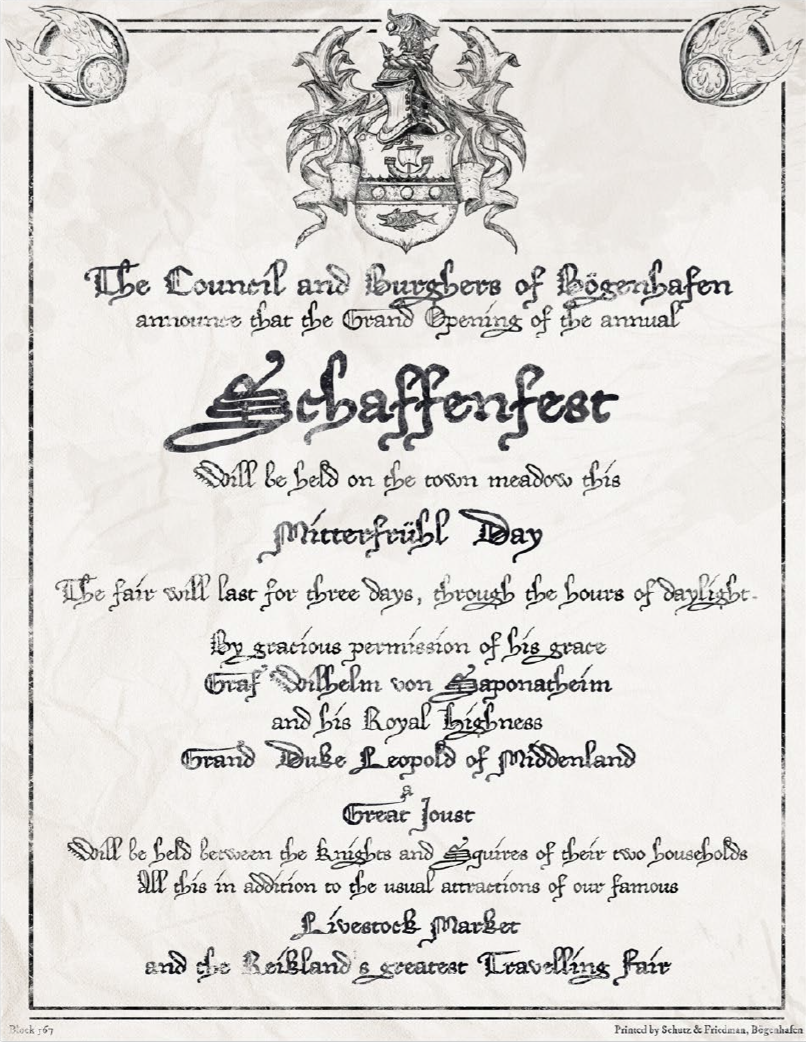 The Council and Burghers of Bögenhafen
announce that the Grand Opening of the annual
Schaffenfest
Will be held on the town meadow this
Mitterfrühl Day
The fair will last for three days, through the hours of daylight.
By gracious permission of his grace
Graf Wilhelm von Saponatheim
and his Royal Highness
Grand Duke Leopold of Middenland
a
Great Joust
Will be held between the Knights and Squires of their two households
All this in addition to the usual attractions of our famous
Livestock Market
and the Reikland's greatest Travelling Fair
Block 167
Printed by Schutz & Friedman, Bögenhafen